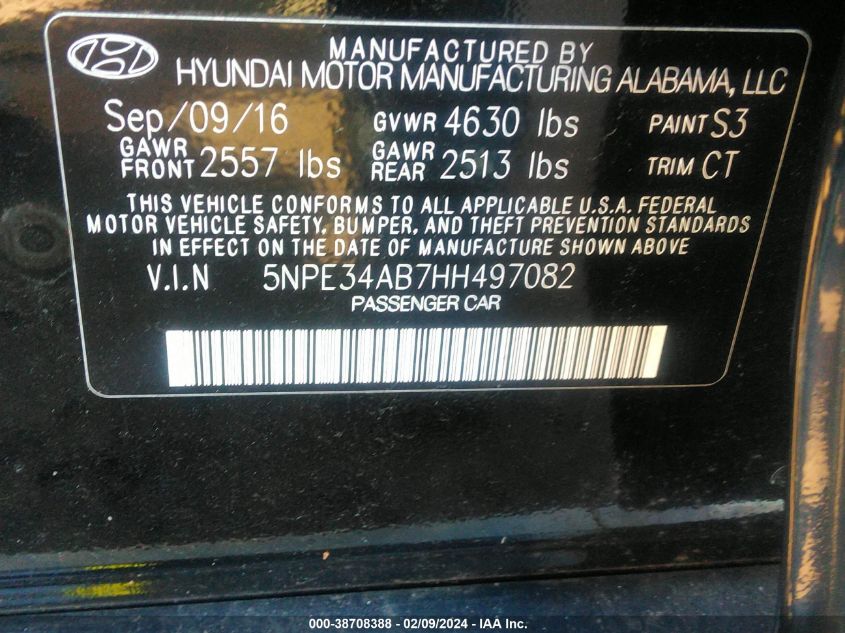 MANUFACTURED BY
HYUNDAI MOTOR MANUFACTURING ALABAMA, LLC
Sep/09/16 GVWR 4630 lbs PAINT S3
GAWR FRONT 2557 lbs GAWR REAR 2513 lbs TRIM CT
THIS VEHICLE CONFORMS TO ALL APPLICABLE U.S.A. FEDERAL
MOTOR VEHICLE SAFETY, BUMPER, AND THEFT PREVENTION STANDARDS
IN EFFECT ON THE DATE OF MANUFACTURE SHOWN ABOVE
V.I.N 5NPE34AB7HH497082
PASSENGER CAR
000-38708388 - 02/09/2024 - IAA Inc.